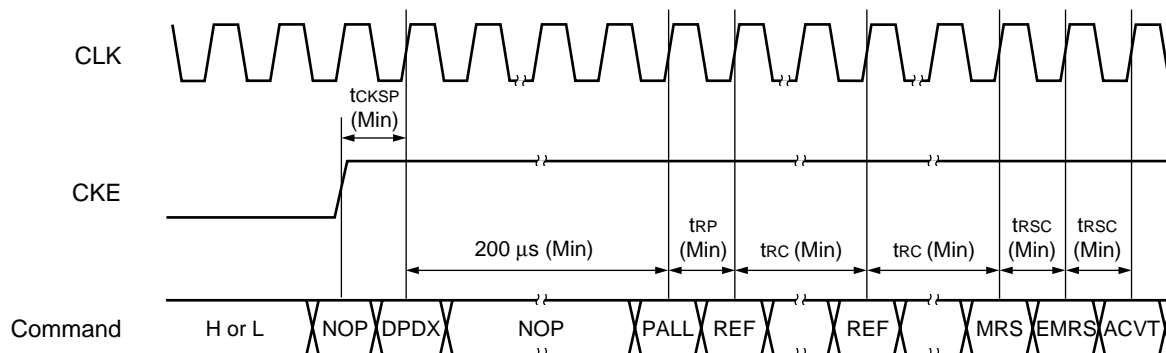 CLK
tCKSP
(Min)
CKE
200 µs (Min)
tRP
(Min)
tRC (Min)
tRC (Min)
tRSC
(Min)
tRSC
(Min)
Command
H or L
NOP
DPDX
NOP
PALL
REF
REF
MRS
EMRS
ACVT